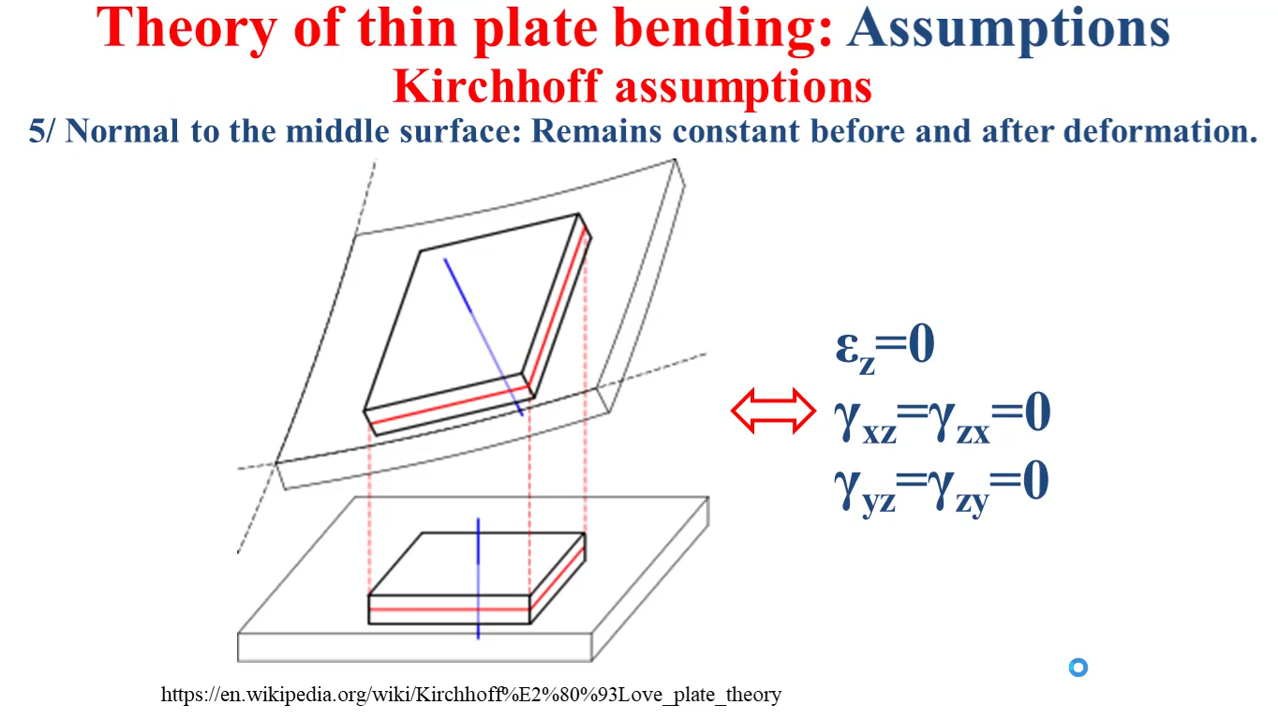 Theory of thin plate bending: Assumptions
Kirchhoff assumptions
5/ Normal to the middle surface: Remains constant before and after deformation.
εz=0
γxz=γzx=0
γyz=γzy=0
https://en.wikipedia.org/wiki/Kirchhoff%E2%80%93Love_plate_theory